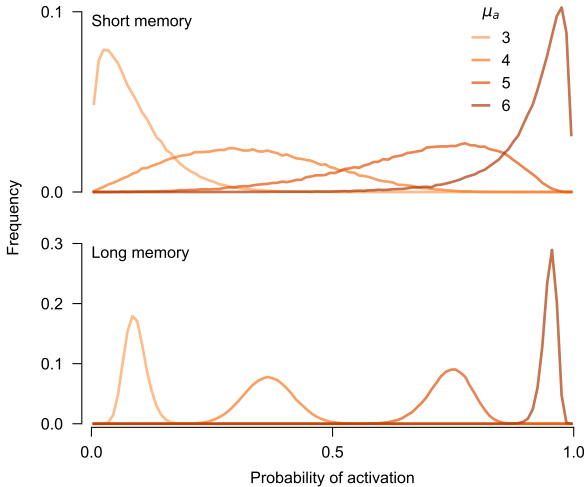 0.1
Short memory
μa
3
4
5
6
0.0
Frequency
0.3
Long memory
0.2
0.1
0.0
0.0
0.5
1.0
Probability of activation